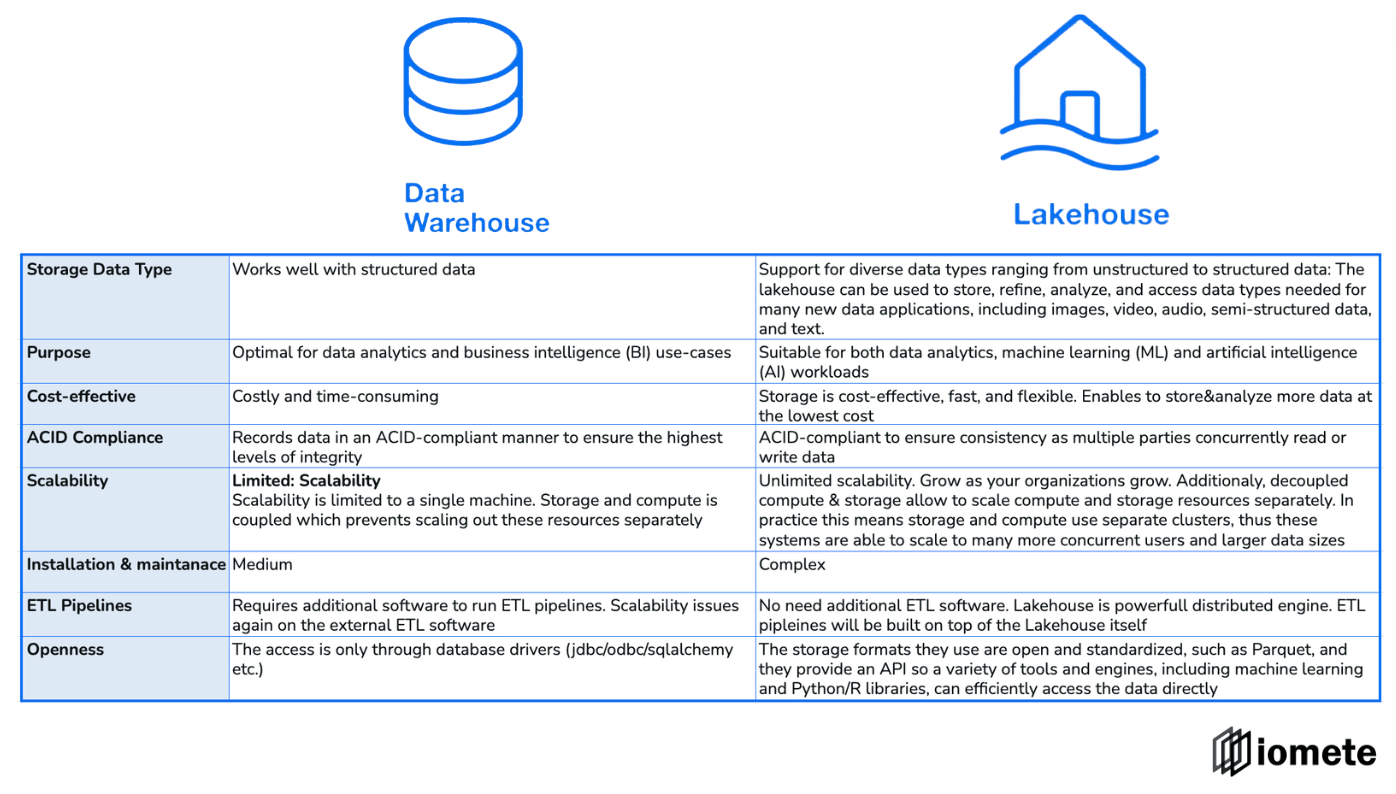 Data
Warehouse
Lakehouse
Storage Data Type
Works well with structured data
Support for diverse data types ranging from unstructured to structured data: The
lakehouse can be used to store, refine, analyze, and access data types needed for
many new data applications, including images, video, audio, semi-structured data,
and text.
Purpose
Optimal for data analytics and business intelligence (BI) use-cases
Suitable for both data analytics, machine learning (ML) and artificial intelligence
(AI) workloads
Cost-effective
Costly and time-consuming
Storage is cost-effective, fast, and flexible. Enables to store&analyze more data at
the lowest cost
ACID Compliance
Records data in an ACID-compliant manner to ensure the highest
levels of integrity
ACID-compliant to ensure consistency as multiple parties concurrently read or
write data
Scalability
Limited: Scalability
Scalability is limited to a single machine. Storage and compute is
coupled which prevents scaling out these resources separately
Unlimited scalability. Grow as your organizations grow. Additionaly, decoupled
compute & storage allow to scale compute and storage resources separately. In
practice this means storage and compute use separate clusters, thus these
systems are able to scale to many more concurrent users and larger data sizes
Installation & maintanace
Medium
Complex
ETL Pipelines
Requires additional software to run ETL pipelines. Scalability issues
again on the external ETL software
No need additional ETL software. Lakehouse is powerfull distributed engine. ETL
pipleines will be built on top of the Lakehouse itself
Openness
The access is only through database drivers (jdbc/odbc/sqlalchemy
etc.)
The storage formats they use are open and standardized, such as Parquet, and
they provide an API so a variety of tools and engines, including machine learning
and Python/R libraries, can efficiently access the data directly
iomete